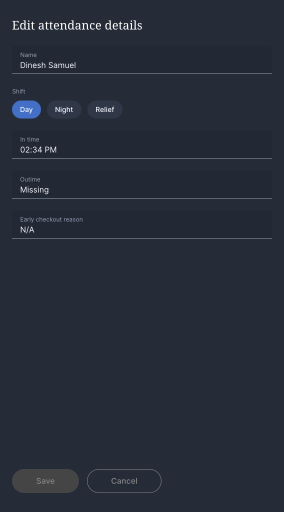 Edit attendance details
Name
Dinesh Samuel
Shift
Day
Night
Relief
In time
02:34 PM
Outime
Missing
Early checkout reason
N/A
Save
Cancel